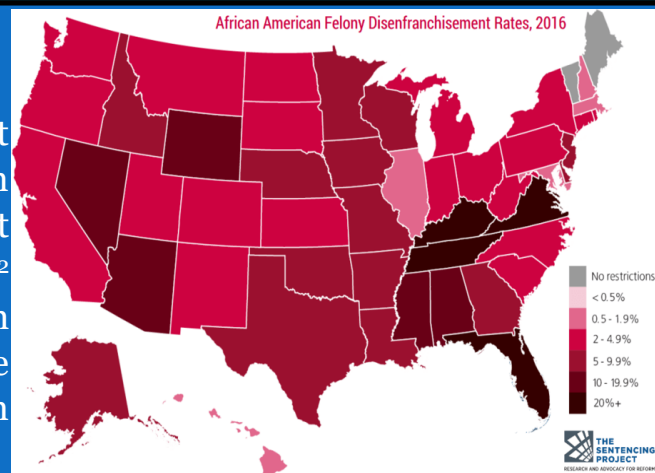 African American Felony Disenfranchisement Rates, 2016
t
n
t
2
n
e
n
No restrictions
< 0.5%
0.5 - 1.9%
2 - 4.9%
5 - 9.9%
10 - 19.9%
20%+
THE
SENTENCING
PROJECT
RESEARCH AND ADVOCACY FOR REFORM